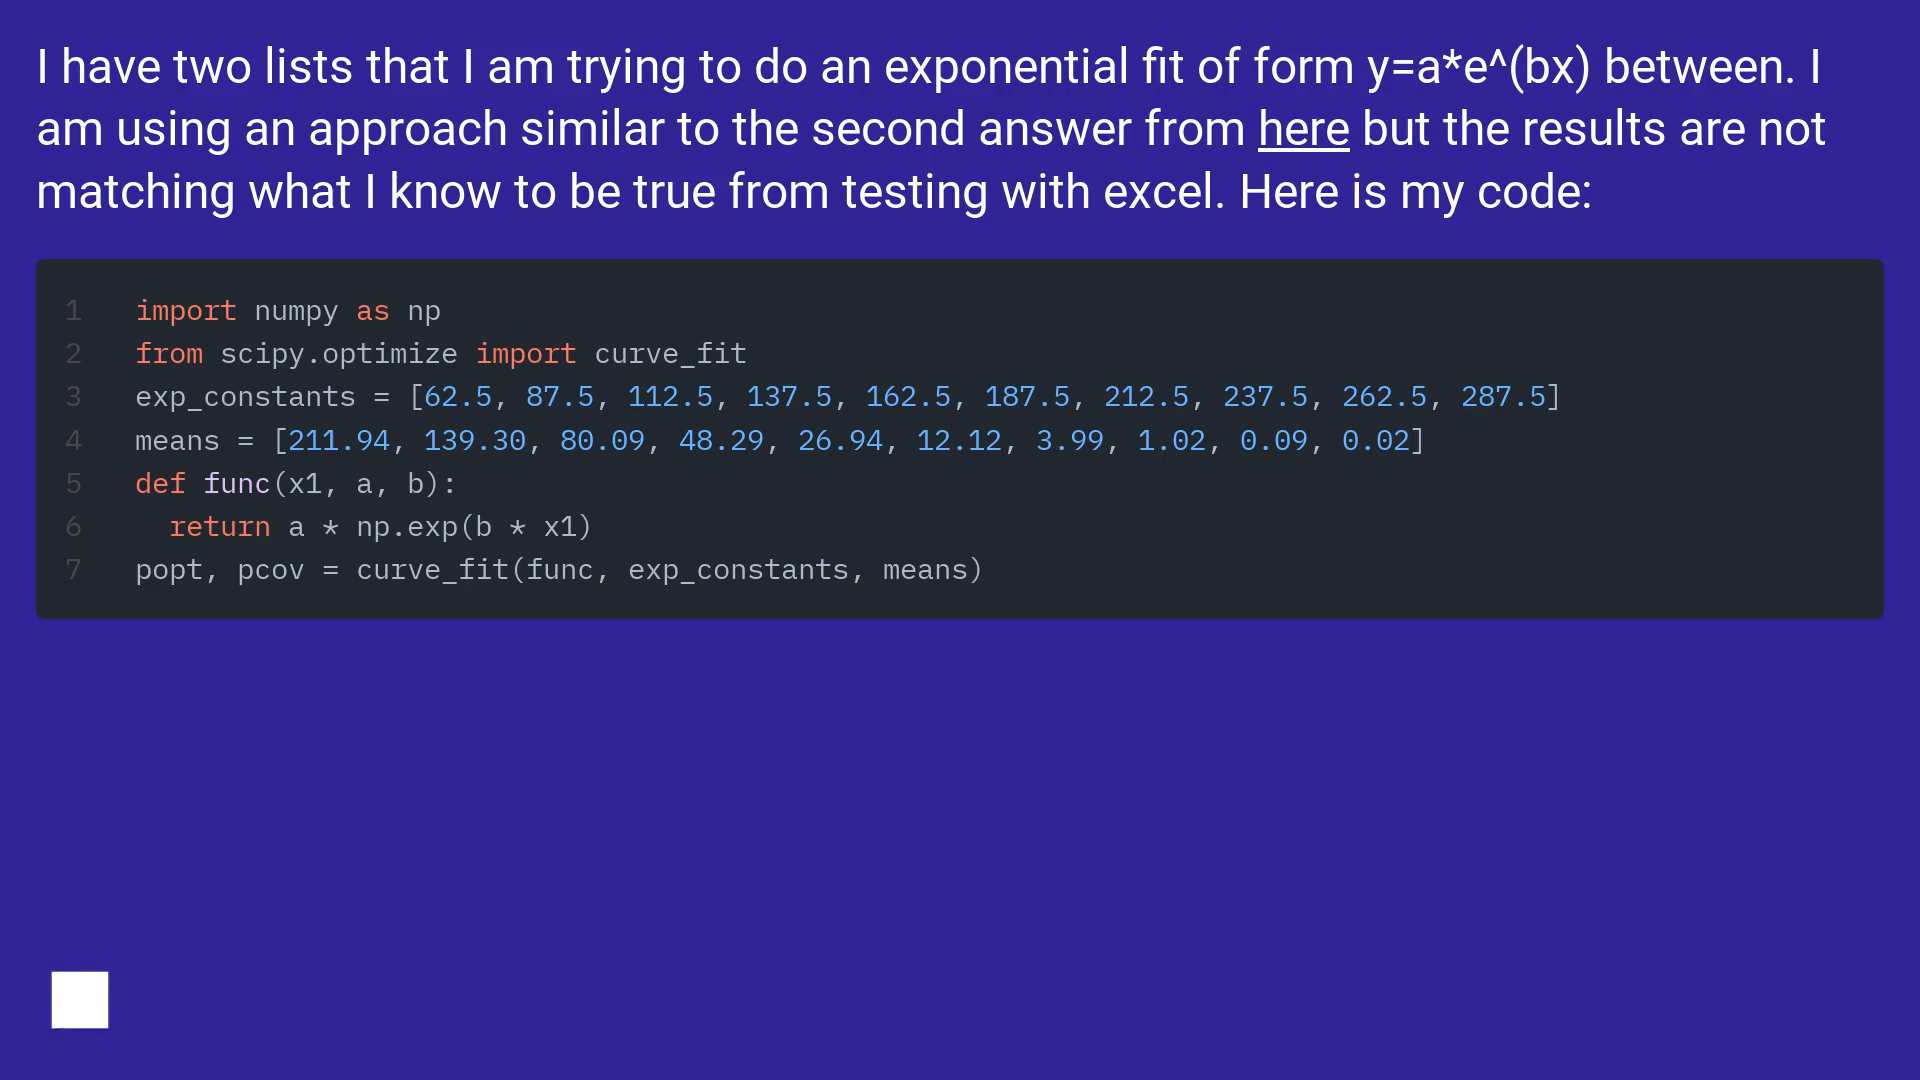 I have two lists that I am trying to do an exponential fit of form y=a*e^(bx) between. I
am using an approach similar to the second answer from here but the results are not
matching what I know to be true from testing with excel. Here is my code:
1 import numpy as np
2 from scipy.optimize import curve_fit
3 exp_constants = [62.5, 87.5, 112.5, 137.5, 162.5, 187.5, 212.5, 237.5, 262.5, 287.5]
4 means = [211.94, 139.30, 80.09, 48.29, 26.94, 12.12, 3.99, 1.02, 0.09, 0.02]
5 def func(x1, a, b):
6   return a * np.exp(b * x1)
7 popt, pcov = curve_fit(func, exp_constants, means)